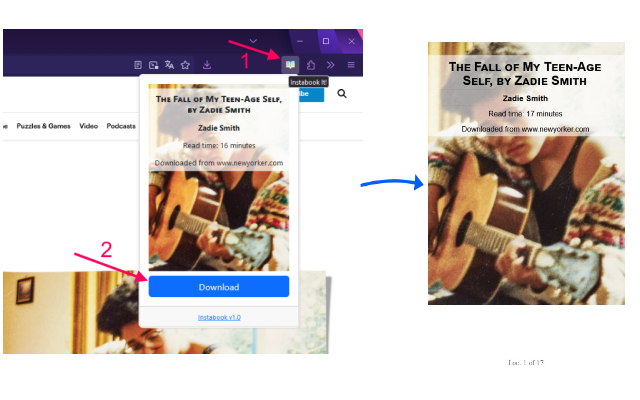 1
Instabook It!
be
Puzzles & Games Video Podcasts
The Fall of My Teen-Age Self,
by Zadie Smith
Zadie Smith
Read time: 16 minutes
Downloaded from www.newyorker.com
2
Download
Instabook v1.0
The Fall of My Teen-Age
Self, by Zadie Smith
Zadie Smith
Read time: 17 minutes
Downloaded from www.newyorker.com
Loc. 1 of 17